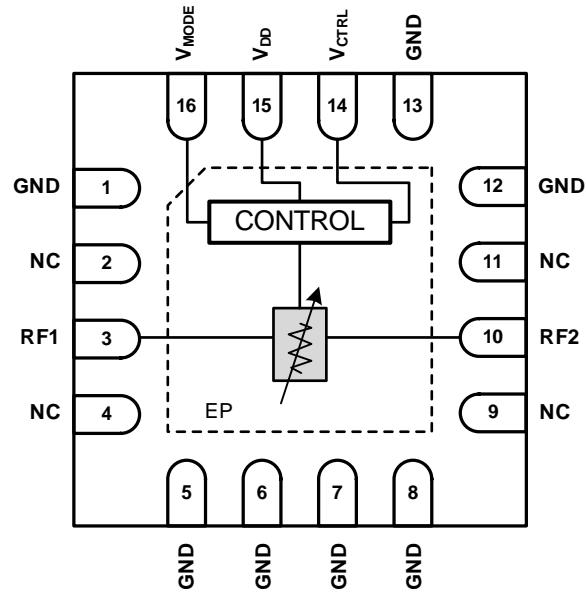 VMODE
VDD
VCTRL
GND
16
15
14
13
GND
1
12
GND
CONTROL
NC
2
11
NC
RF1
3
10
RF2
NC
4
EP
9
NC
5
6
7
8
GND
GND
GND
GND